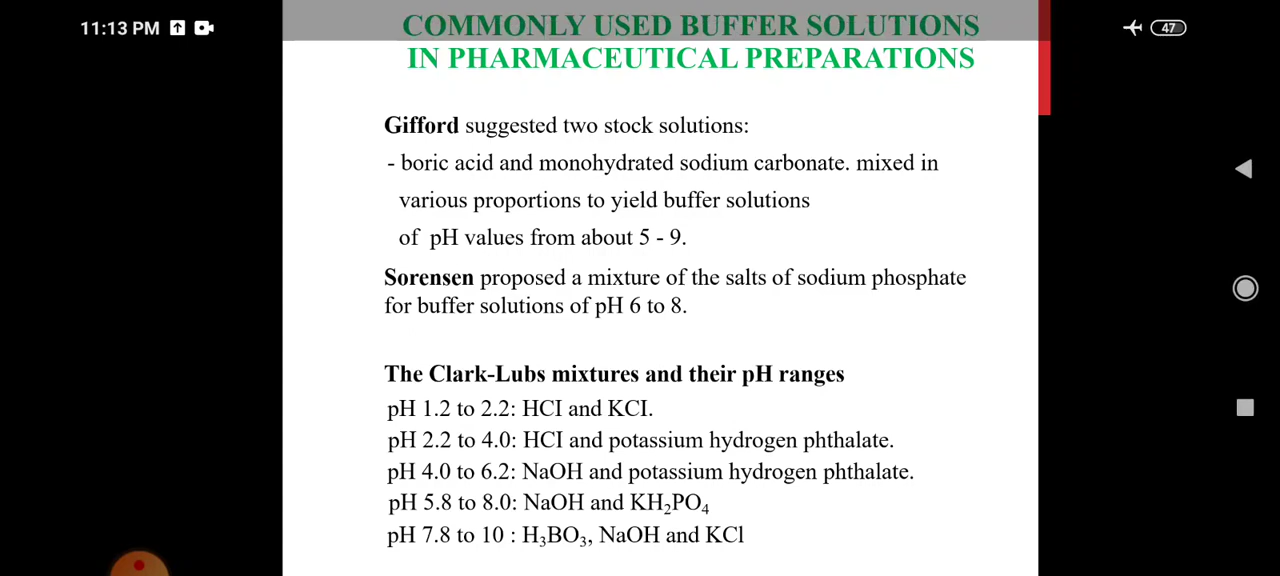 11:13 PM
47
COMMONLY USED BUFFER SOLUTIONS
IN PHARMACEUTICAL PREPARATIONS
Gifford suggested two stock solutions:
- boric acid and monohydrated sodium carbonate. mixed in
various proportions to yield buffer solutions
of pH values from about 5 - 9.
Sorensen proposed a mixture of the salts of sodium phosphate
for buffer solutions of pH 6 to 8.
The Clark-Lubs mixtures and their pH ranges
pH 1.2 to 2.2: HCI and KCI.
pH 2.2 to 4.0: HCI and potassium hydrogen phthalate.
pH 4.0 to 6.2: NaOH and potassium hydrogen phthalate.
pH 5.8 to 8.0: NaOH and KH₂PO₄
pH 7.8 to 10 : H₃BO₃, NaOH and KCl